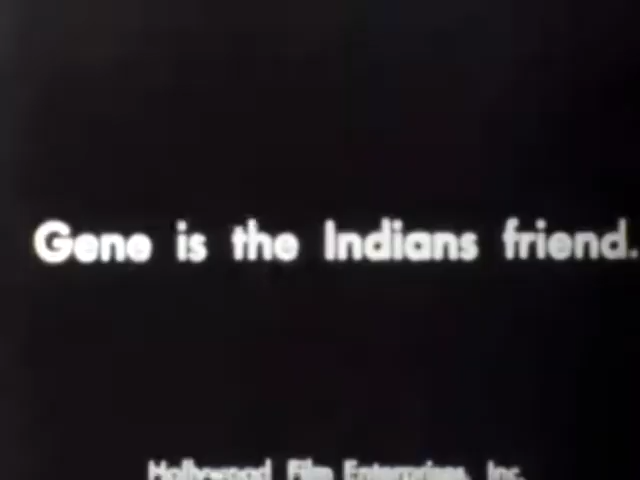 Gene is the Indians friend.
Hollywood Film Enterprises, Inc.